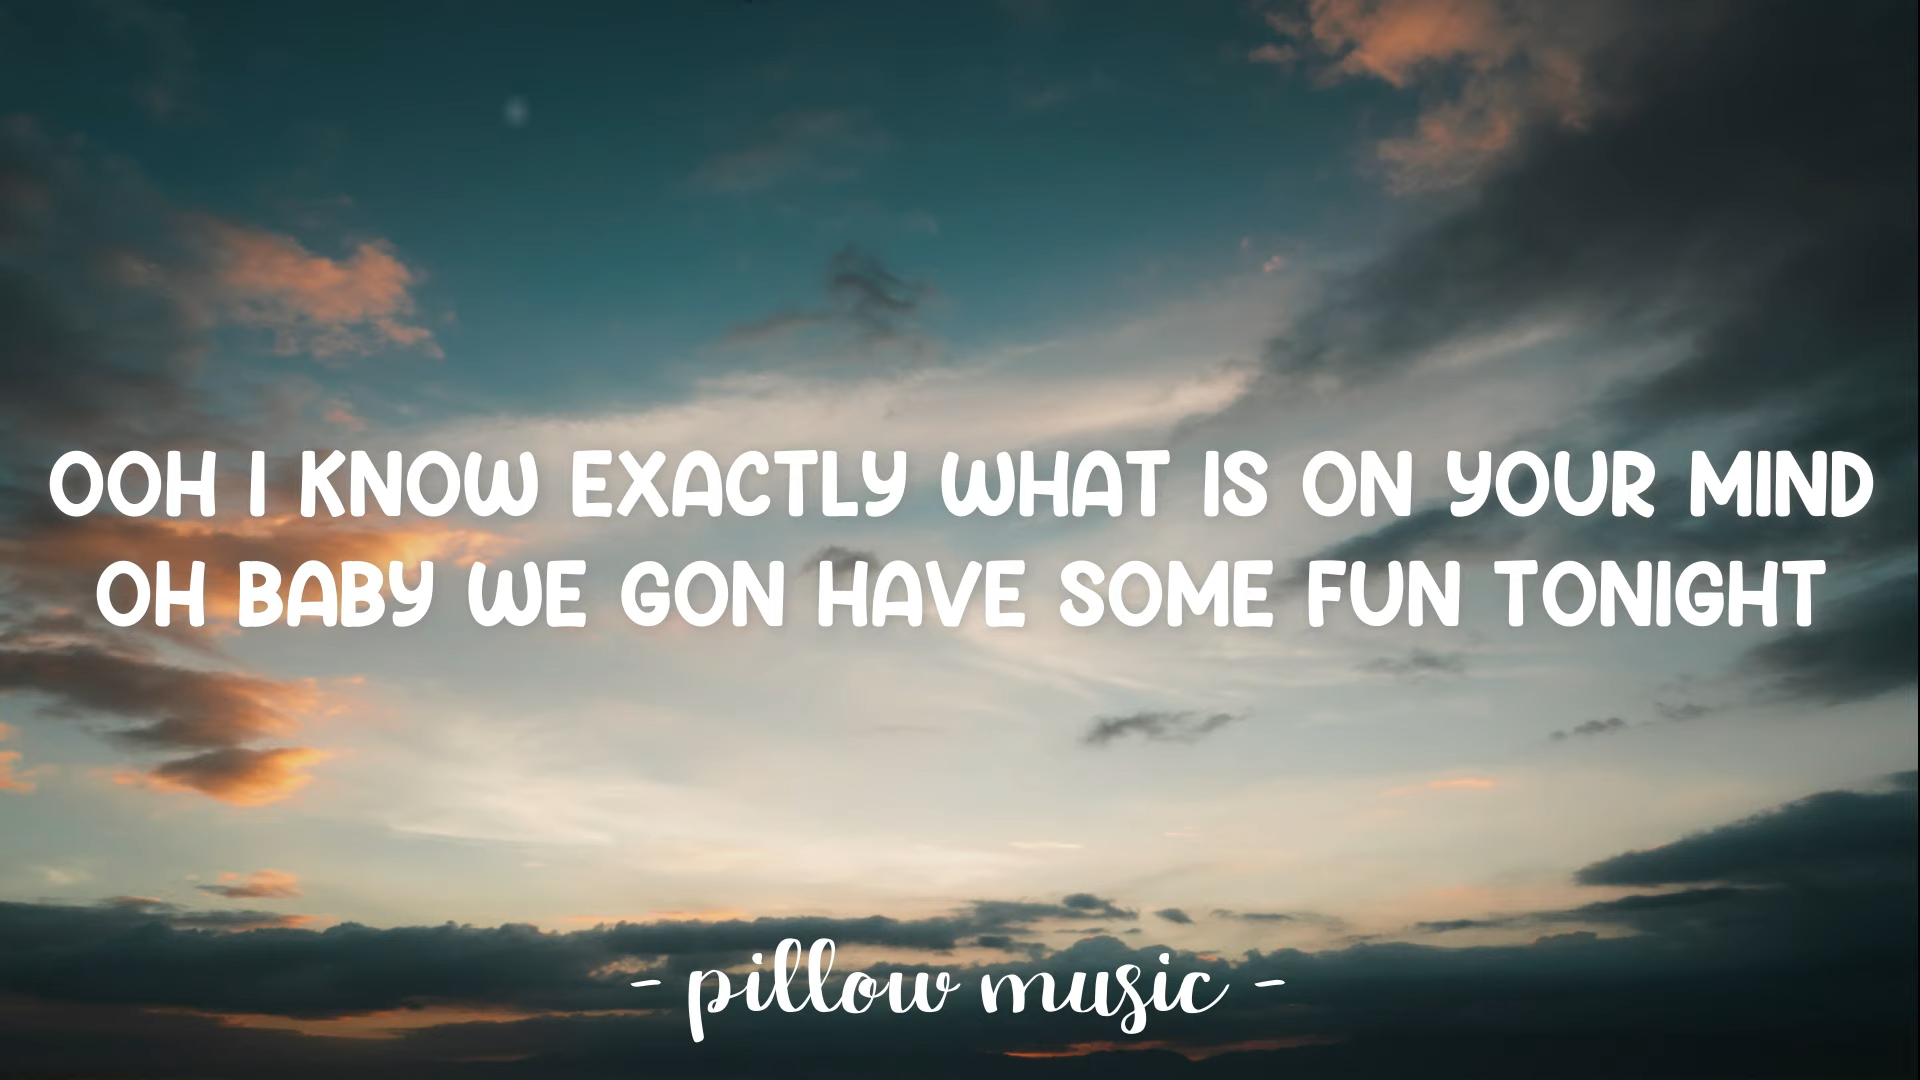 OOH I KNOW EXACTLY WHAT IS ON YOUR MIND
OH BABY WE GON HAVE SOME FUN TONIGHT
- pillow music -